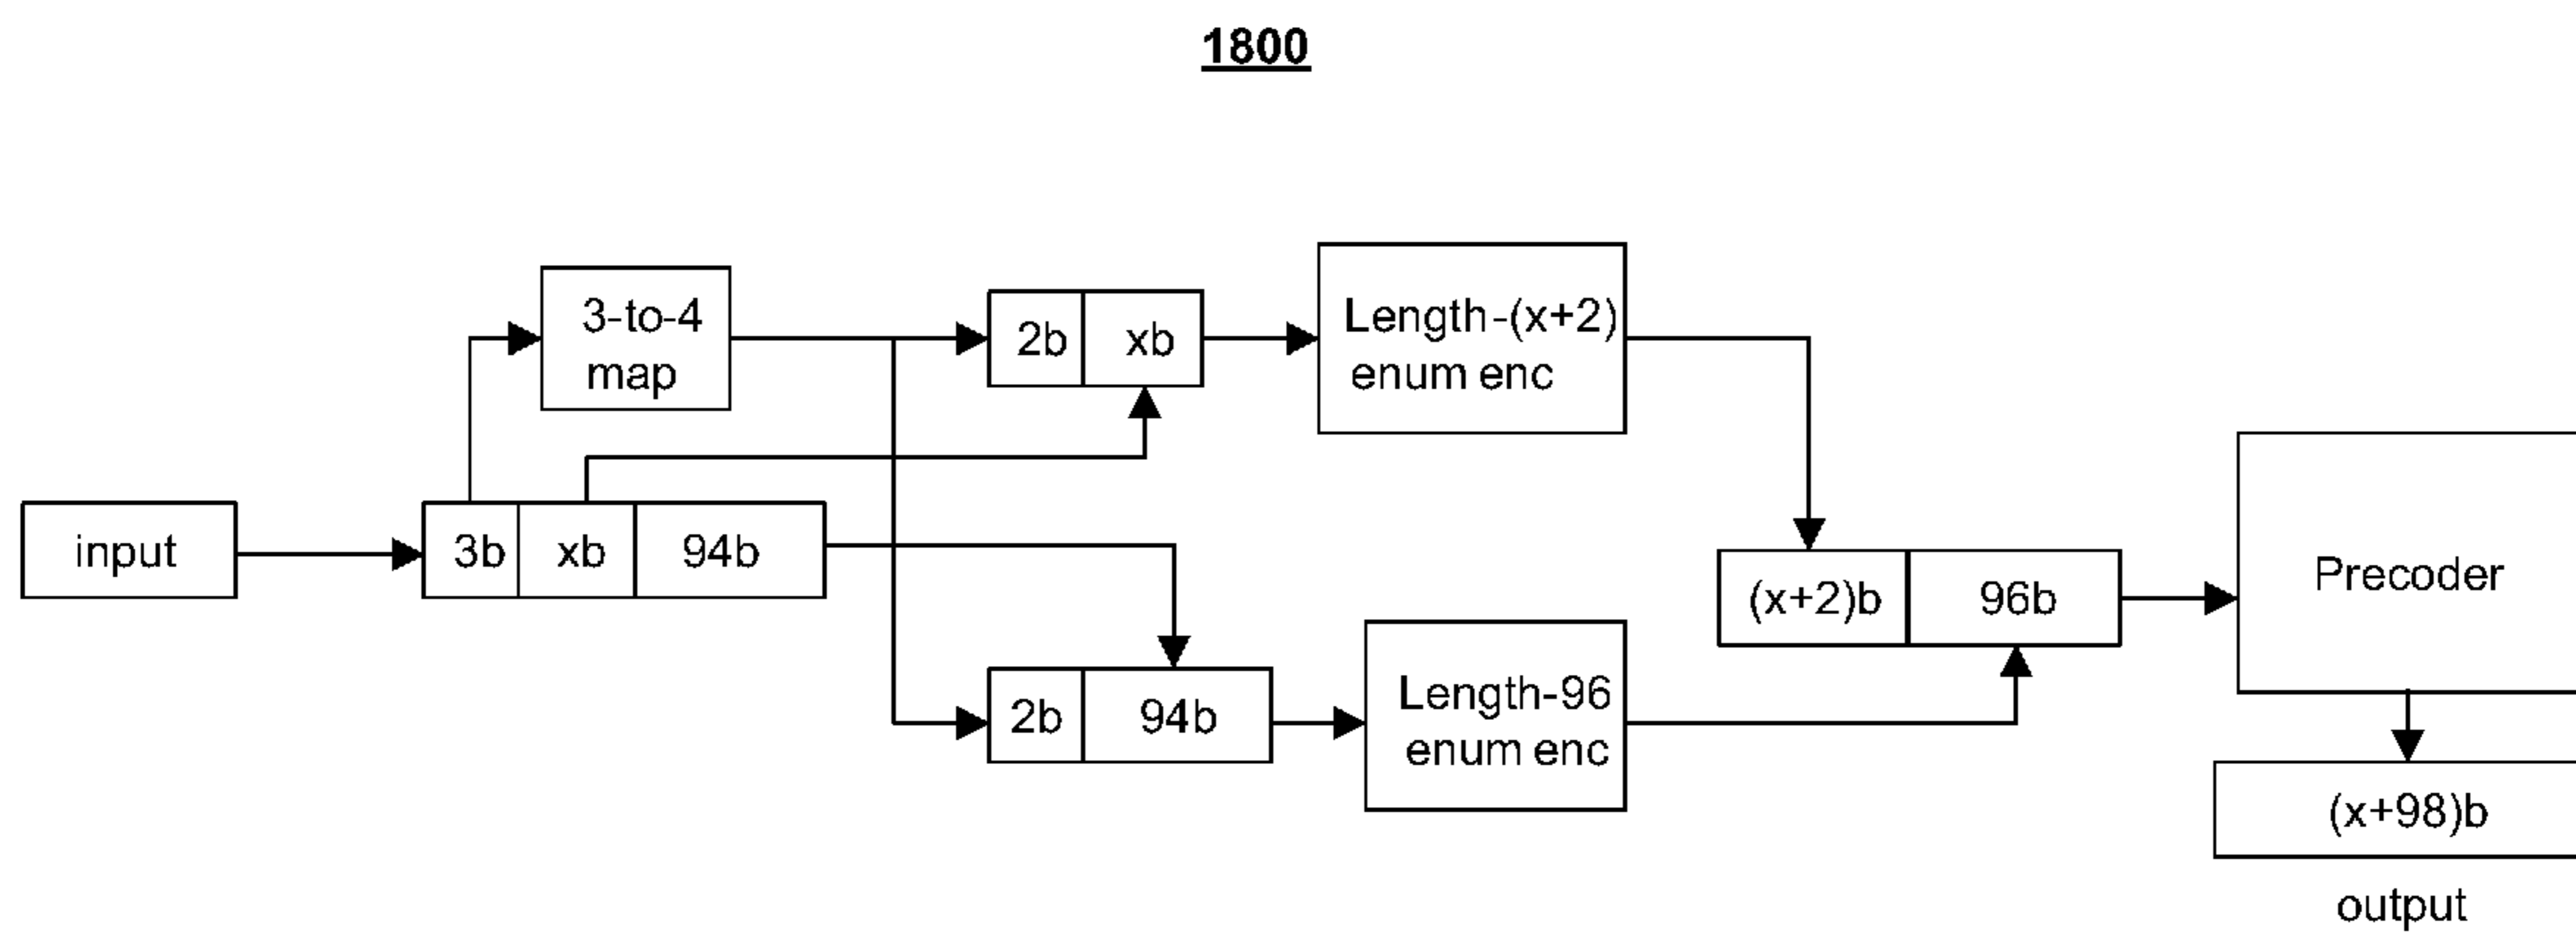 1800
3-to-4
map
2b
xb
Length-(x+2)
enum enc
input
3b
xb
94b
(x+2)b
96b
Precoder
2b
94b
Length-96
enum enc
(x+98)b
output